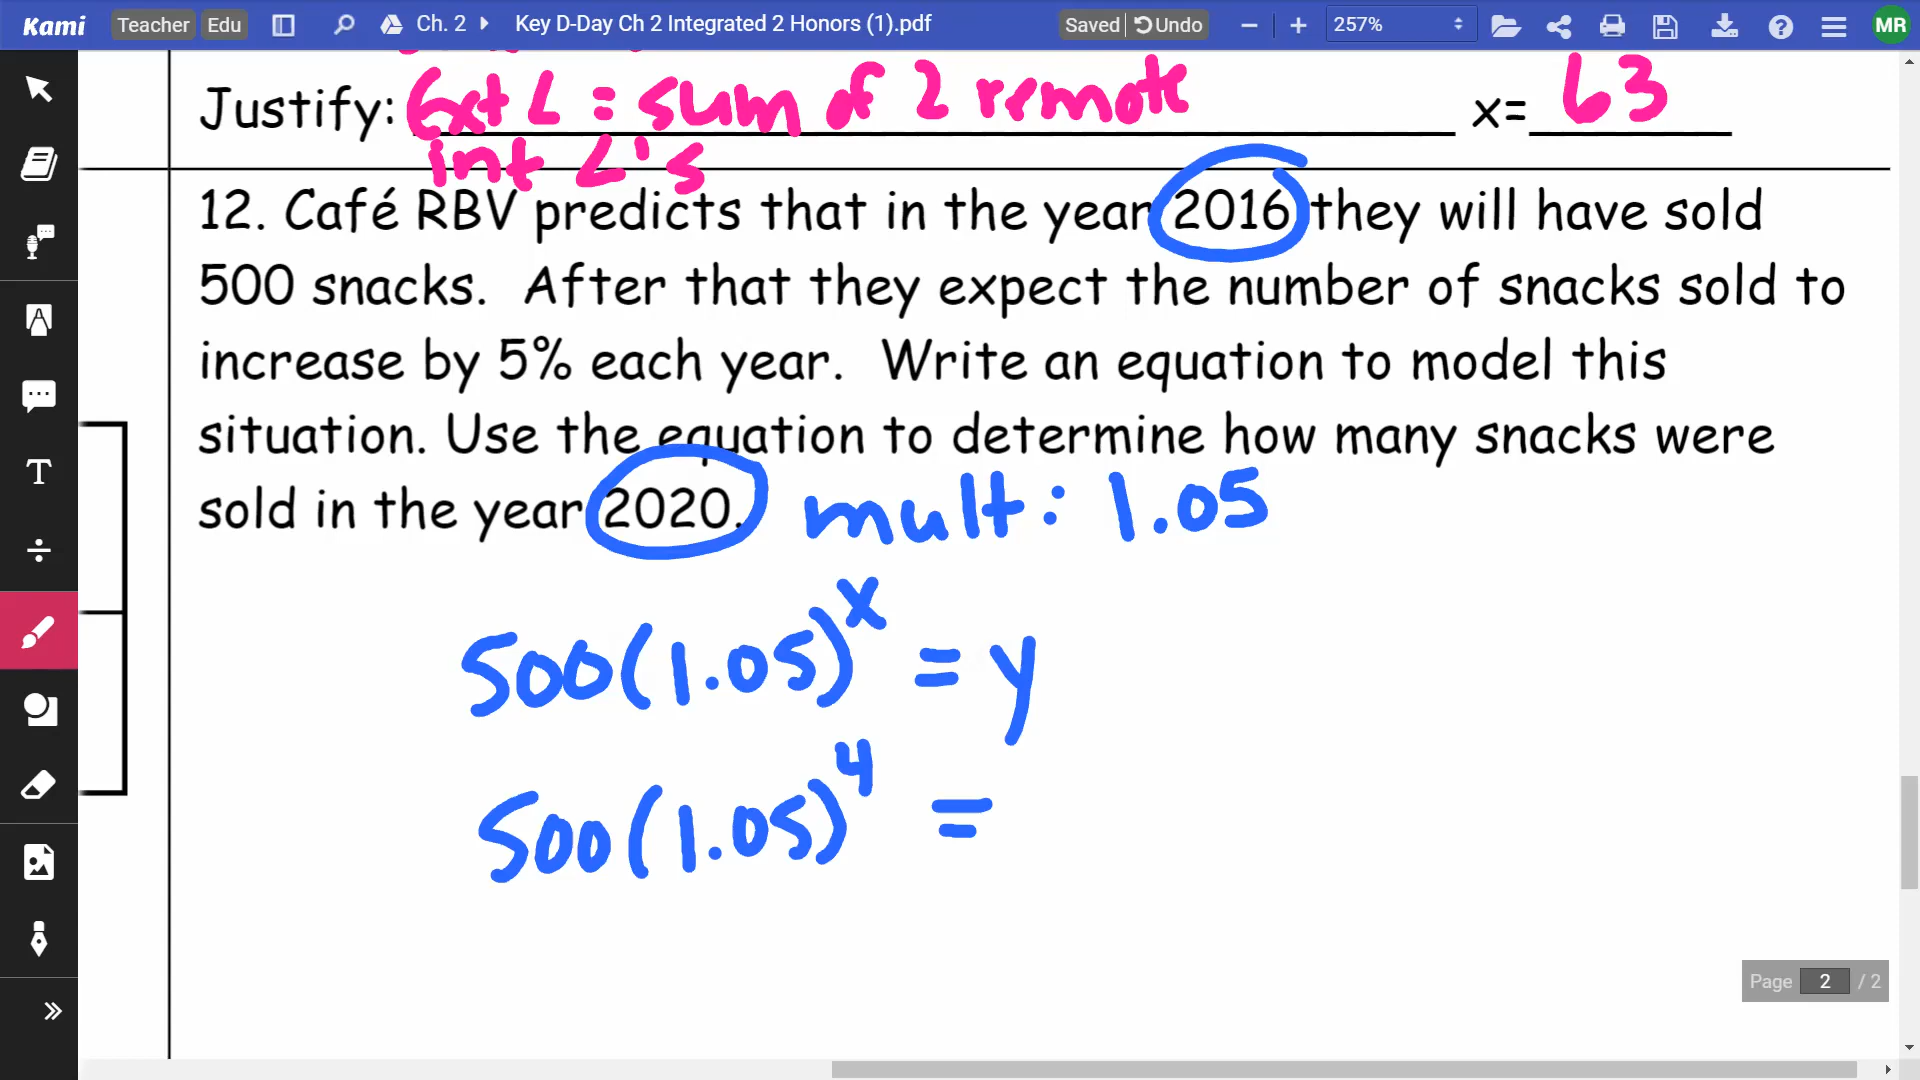 Kami Teacher Edu Ch. 2 Key D-Day Ch 2 Integrated 2 Honors (1).pdf Saved Undo 257% MR
Justify: Ext ∠ = sum of 2 remote x= 63
int ∠'s
12. Café RBV predicts that in the year 2016 they will have sold
500 snacks. After that they expect the number of snacks sold to
increase by 5% each year. Write an equation to model this
situation. Use the equation to determine how many snacks were
sold in the year 2020. mult: 1.05
500(1.05)^x = y
500(1.05)^4 =
Page 2 / 2